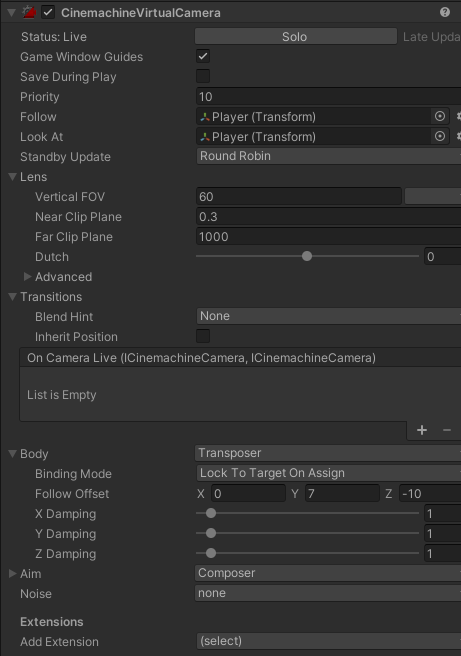 CinemachineVirtualCamera
Status: Live Solo Late Upda
Game Window Guides
Save During Play
Priority 10
Follow Player (Transform)
Look At Player (Transform)
Standby Update Round Robin
Lens
Vertical FOV 60
Near Clip Plane 0.3
Far Clip Plane 1000
Dutch 0
Advanced
Transitions
Blend Hint None
Inherit Position
On Camera Live (ICinemachineCamera, ICinemachineCamera)
List is Empty
Body Transposer
Binding Mode Lock To Target On Assign
Follow Offset X 0 Y 7 Z -10
X Damping 1
Y Damping 1
Z Damping 1
Aim Composer
Noise none
Extensions
Add Extension (select)